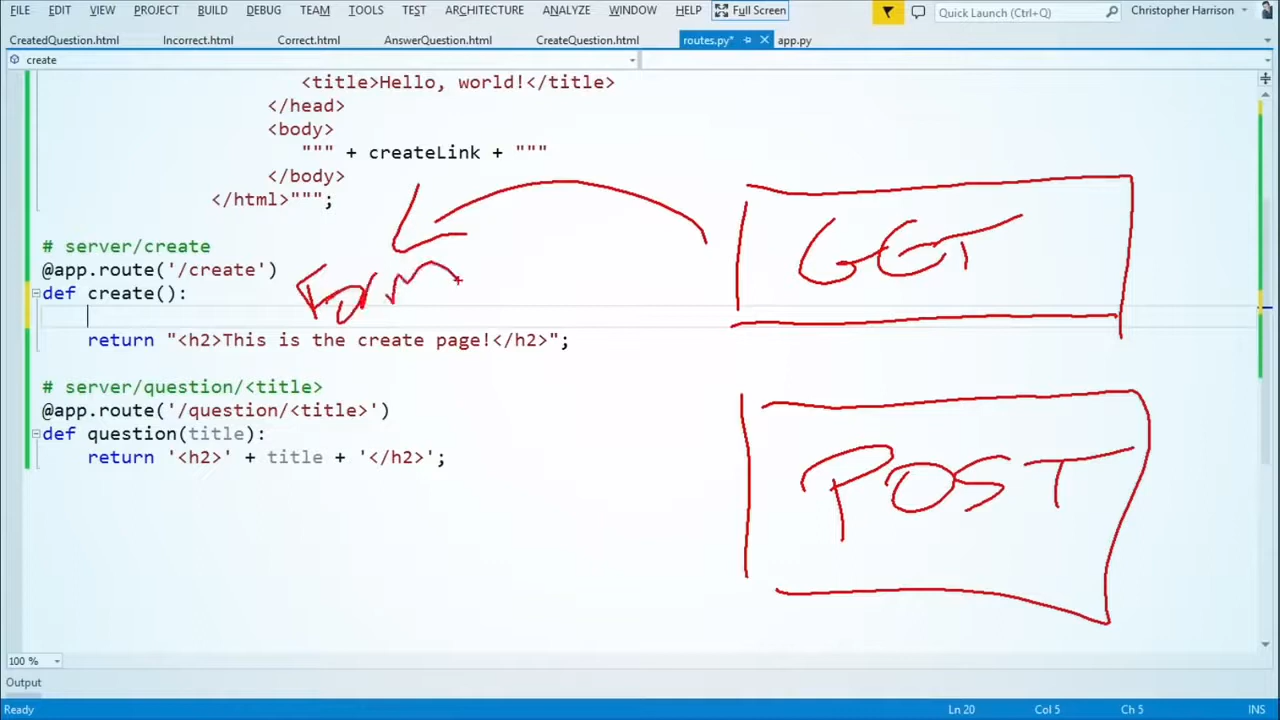 FILE EDIT VIEW PROJECT BUILD DEBUG TEAM TOOLS TEST ARCHITECTURE ANALYZE WINDOW HELP Full Screen Quick Launch (Ctrl+Q) Christopher Harrison
CreatedQuestion.html Incorrect.html Correct.html AnswerQuestion.html CreateQuestion.html routes.py* app.py
create
<title>Hello, world!</title>
</head>
<body>
""" + createLink + """
</body>
</html>""";
# server/create
@app.route('/create')
def create():
return "<h2>This is the create page!</h2>";
# server/question/<title>
@app.route('/question/<title>')
def question(title):
return '<h2>' + title + '</h2>';
Form
GET
POST
100 %
Output
Ready Ln 20 Col 5 Ch 5 INS